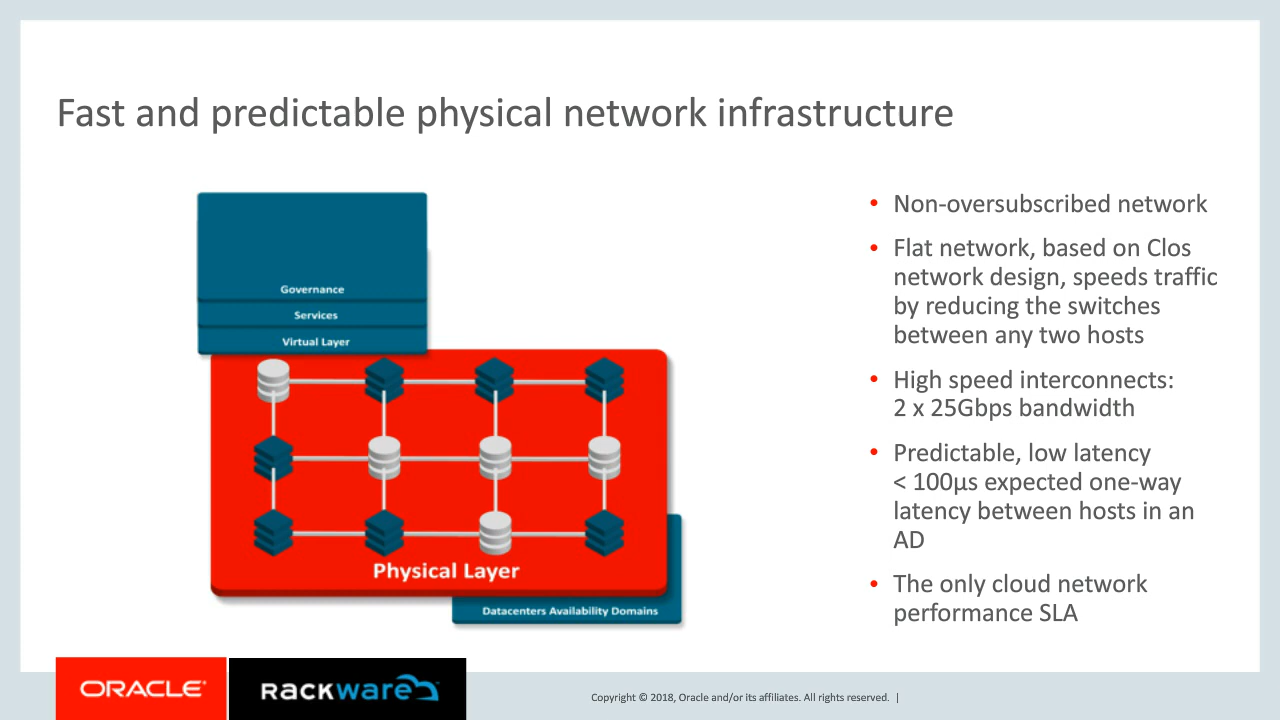 Fast and predictable physical network infrastructure
Governance
Services
Virtual Layer
Physical Layer
Datacenters Availability Domains
• Non-oversubscribed network
• Flat network, based on Clos
network design, speeds traffic
by reducing the switches
between any two hosts
• High speed interconnects:
2 x 25Gbps bandwidth
• Predictable, low latency
< 100µs expected one-way
latency between hosts in an
AD
• The only cloud network
performance SLA
ORACLE®
rackware
Copyright © 2018, Oracle and/or its affiliates. All rights reserved. |